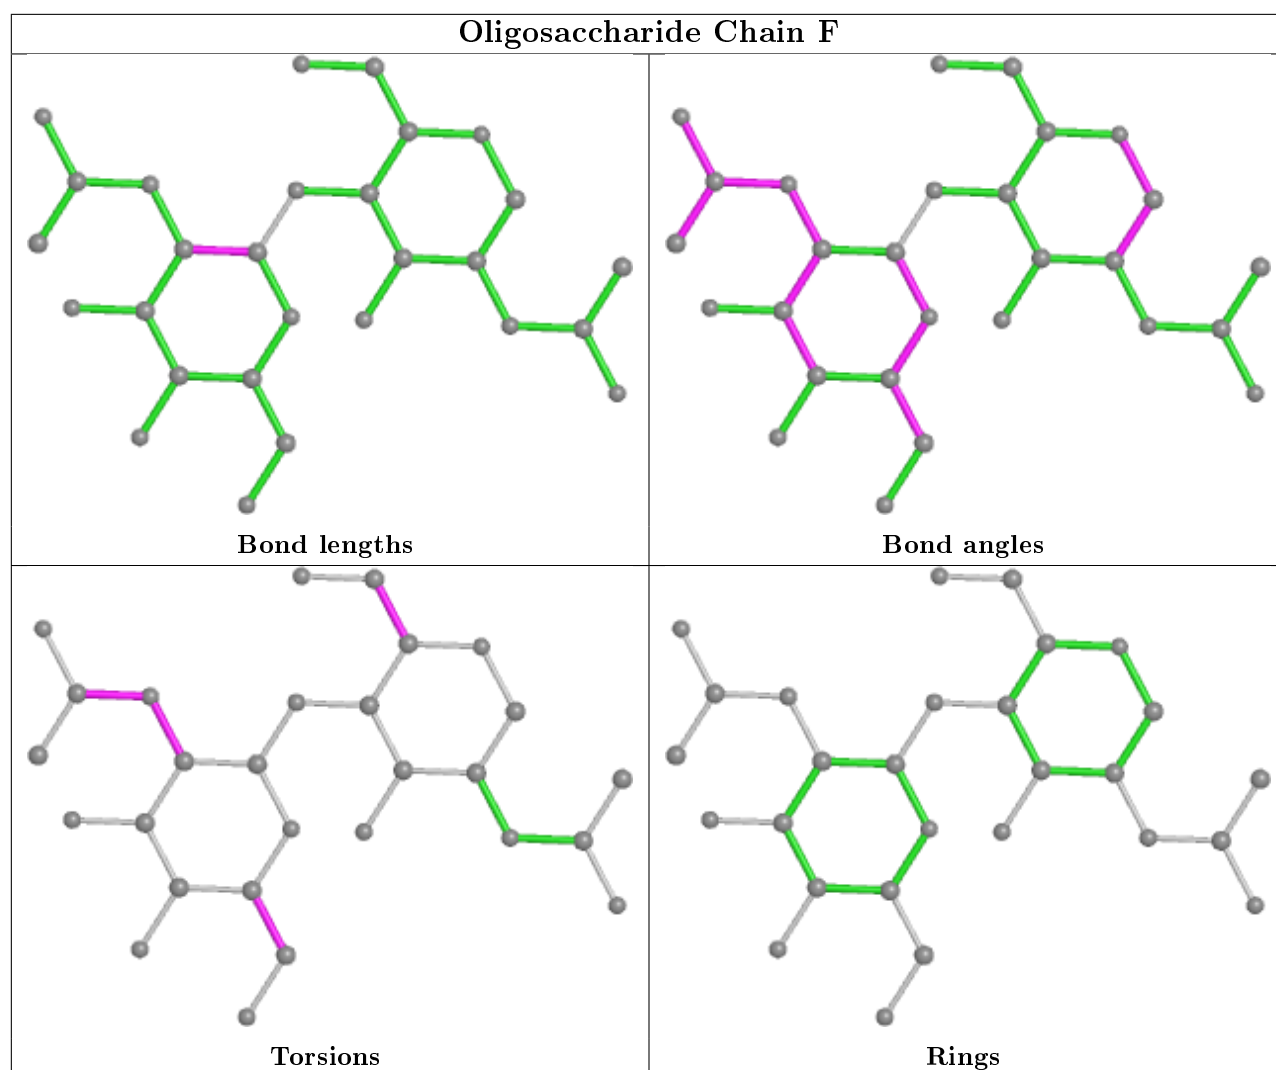 Oligosaccharide Chain F
Bond lengths
Bond angles
Torsions
Rings